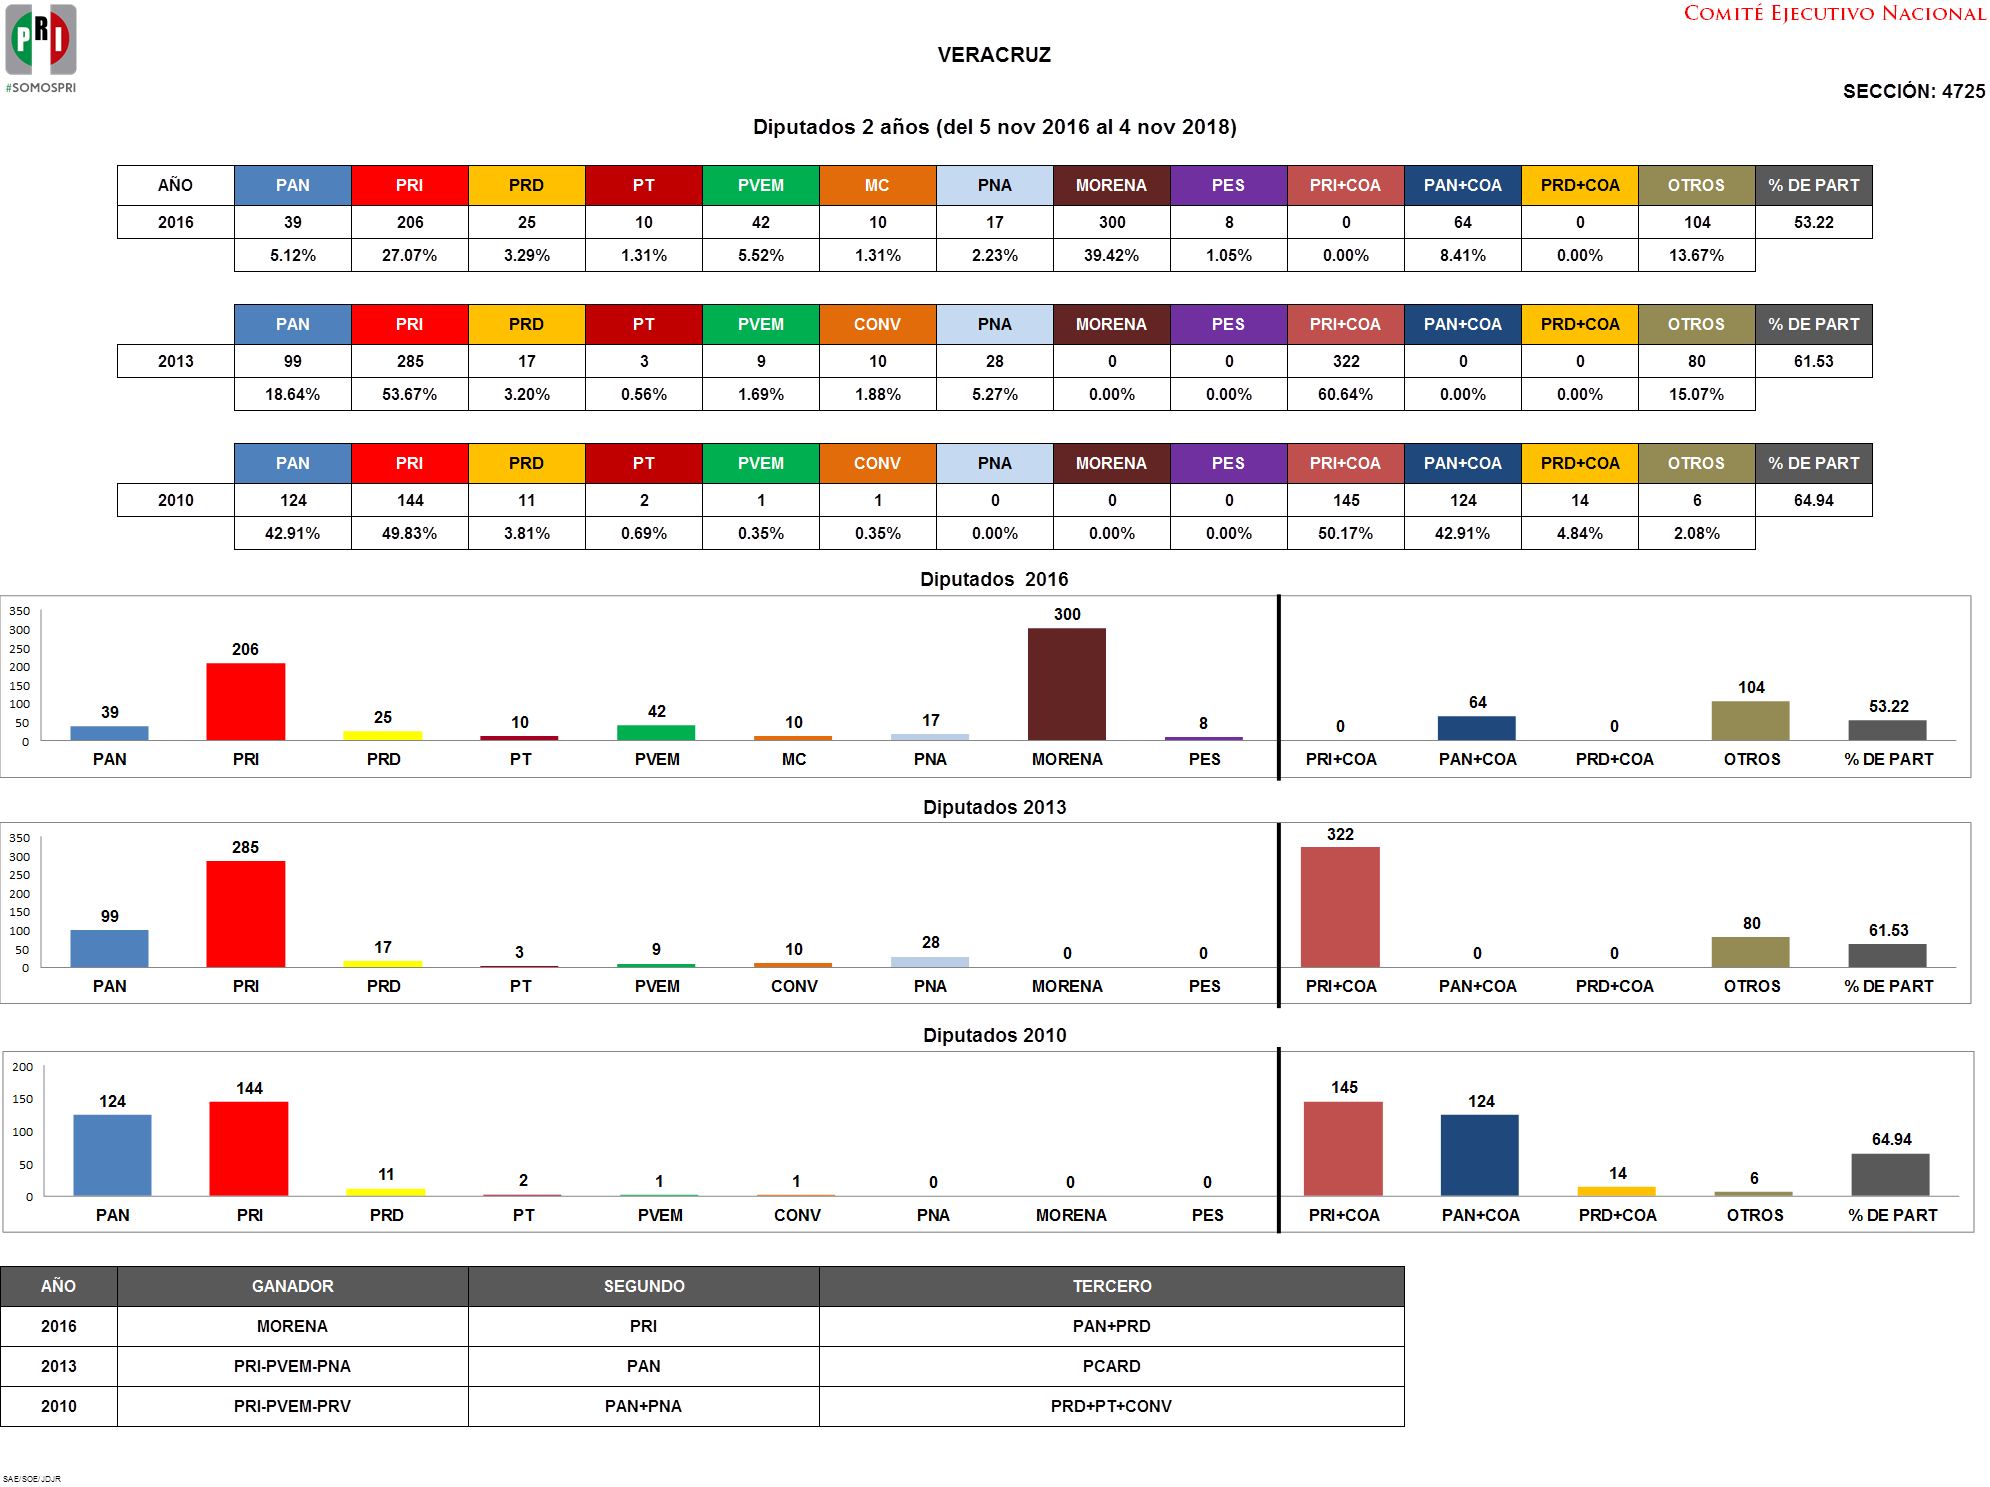 PRI
#SOMOSPRI
COMITÉ EJECUTIVO NACIONAL
VERACRUZ
SECCIÓN: 4725
Diputados 2 años (del 5 nov 2016 al 4 nov 2018)
AÑO PAN PRI PRD PT PVEM MC PNA MORENA PES PRI+COA PAN+COA PRD+COA OTROS % DE PART
2016 39 206 25 10 42 10 17 300 8 0 64 0 104 53.22
5.12% 27.07% 3.29% 1.31% 5.52% 1.31% 2.23% 39.42% 1.05% 0.00% 8.41% 0.00% 13.67%
PAN PRI PRD PT PVEM CONV PNA MORENA PES PRI+COA PAN+COA PRD+COA OTROS % DE PART
2013 99 285 17 3 9 10 28 0 0 322 0 0 80 61.53
18.64% 53.67% 3.20% 0.56% 1.69% 1.88% 5.27% 0.00% 0.00% 60.64% 0.00% 0.00% 15.07%
PAN PRI PRD PT PVEM CONV PNA MORENA PES PRI+COA PAN+COA PRD+COA OTROS % DE PART
2010 124 144 11 2 1 1 0 0 0 145 124 14 6 64.94
42.91% 49.83% 3.81% 0.69% 0.35% 0.35% 0.00% 0.00% 0.00% 50.17% 42.91% 4.84% 2.08%
Diputados 2016
350
300
250
200
150
100
50
0
39 206 25 10 42 10 17 300 8 0 64 0 104 53.22
PAN PRI PRD PT PVEM MC PNA MORENA PES PRI+COA PAN+COA PRD+COA OTROS % DE PART
Diputados 2013
350
300
250
200
150
100
50
0
99 285 17 3 9 10 28 0 0 322 0 0 80 61.53
PAN PRI PRD PT PVEM CONV PNA MORENA PES PRI+COA PAN+COA PRD+COA OTROS % DE PART
Diputados 2010
200
150
100
50
0
124 144 11 2 1 1 0 0 0 145 124 14 6 64.94
PAN PRI PRD PT PVEM CONV PNA MORENA PES PRI+COA PAN+COA PRD+COA OTROS % DE PART
AÑO GANADOR SEGUNDO TERCERO
2016 MORENA PRI PAN+PRD
2013 PRI-PVEM-PNA PAN PCARD
2010 PRI-PVEM-PRV PAN+PNA PRD+PT+CONV
SAE/SOE/JDJR